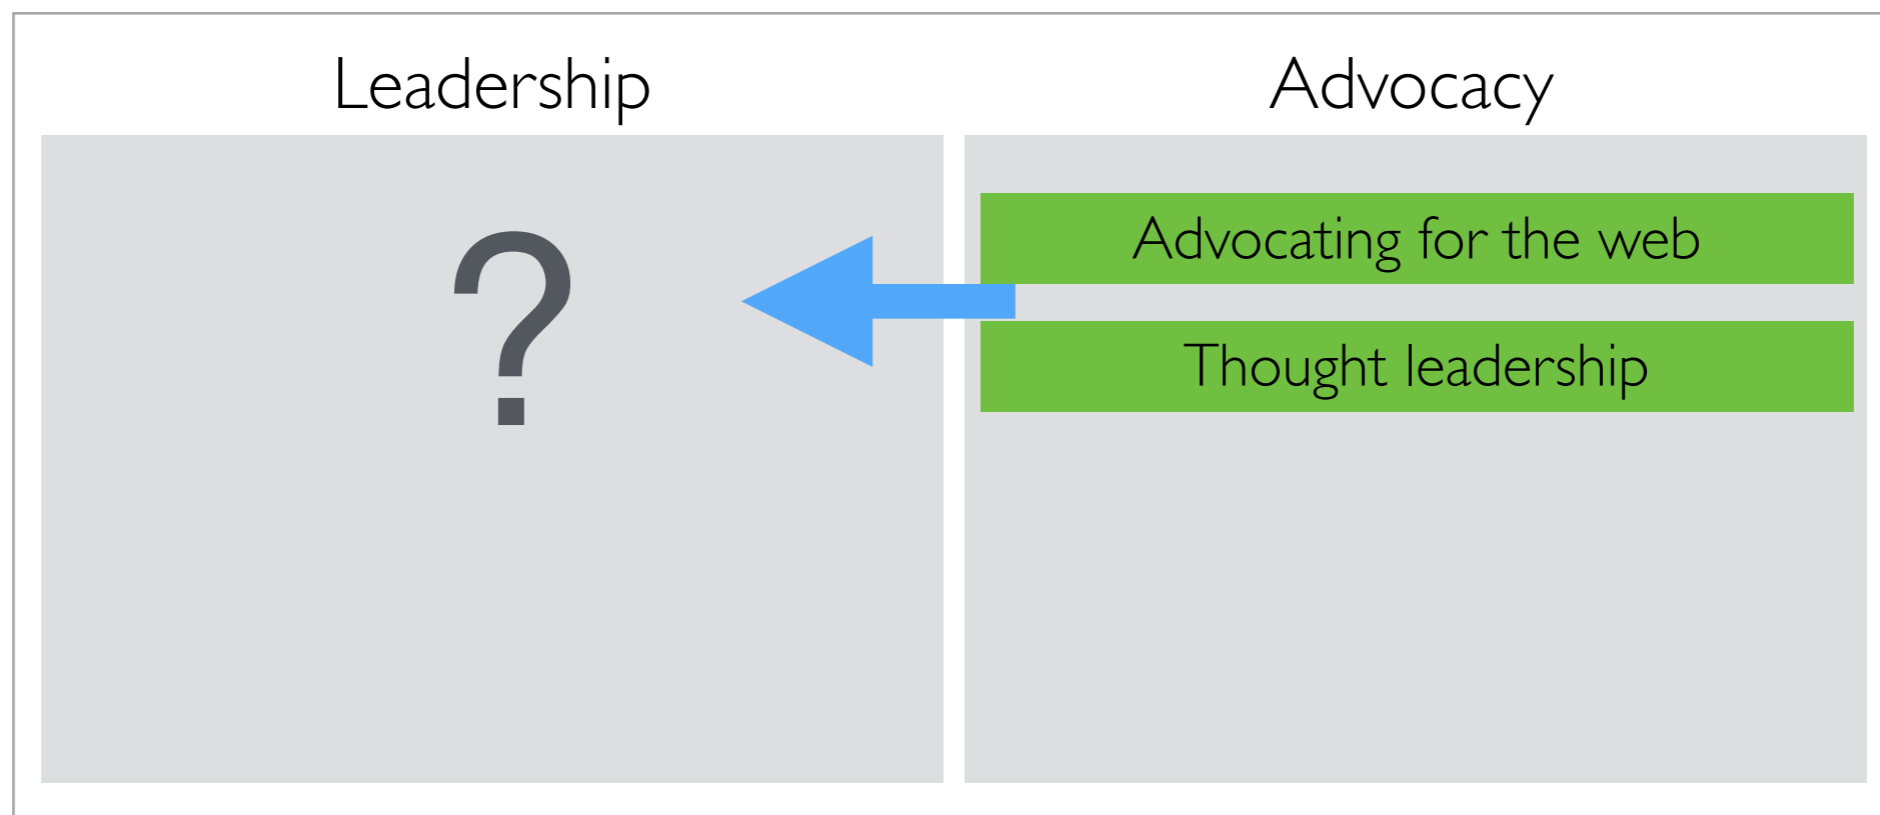 Leadership
Advocacy
?
Advocating for the web
Thought leadership